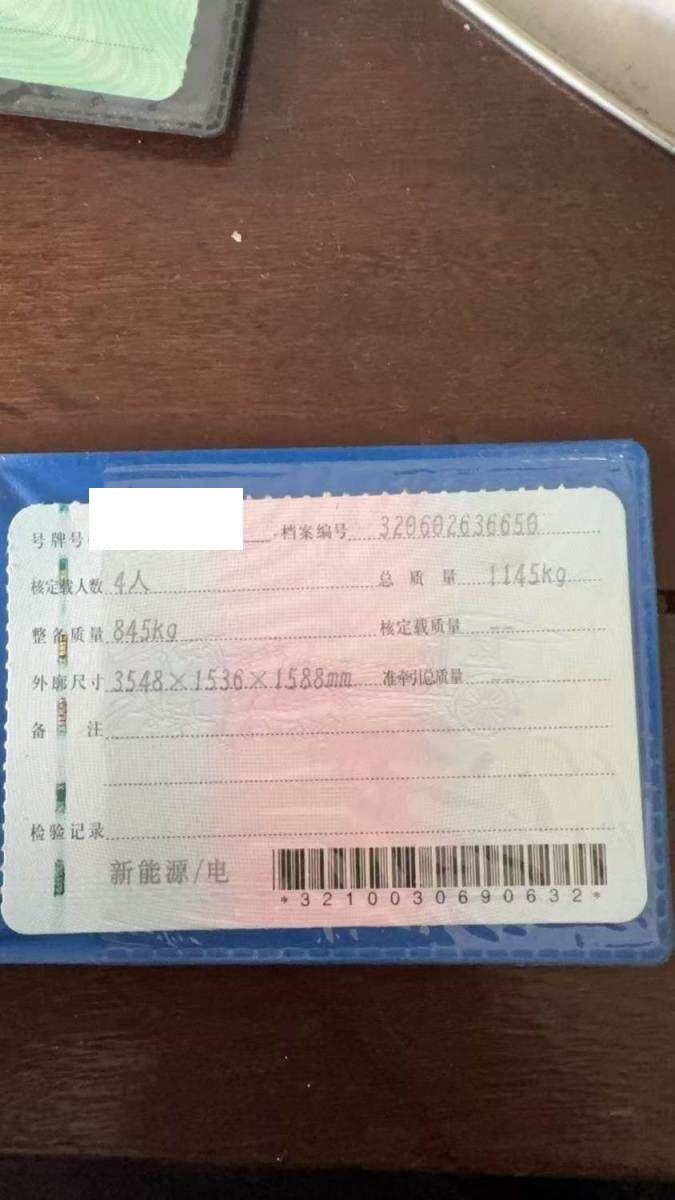 号牌号 档案编号 320602636650
核定载人数 4人 总质量 1145kg
整备质量 845kg 核定载质量 --
外廓尺寸 3548×1536×1588mm 准牵引总质量 --
备注
检验记录
新能源/电
*3210030690632*